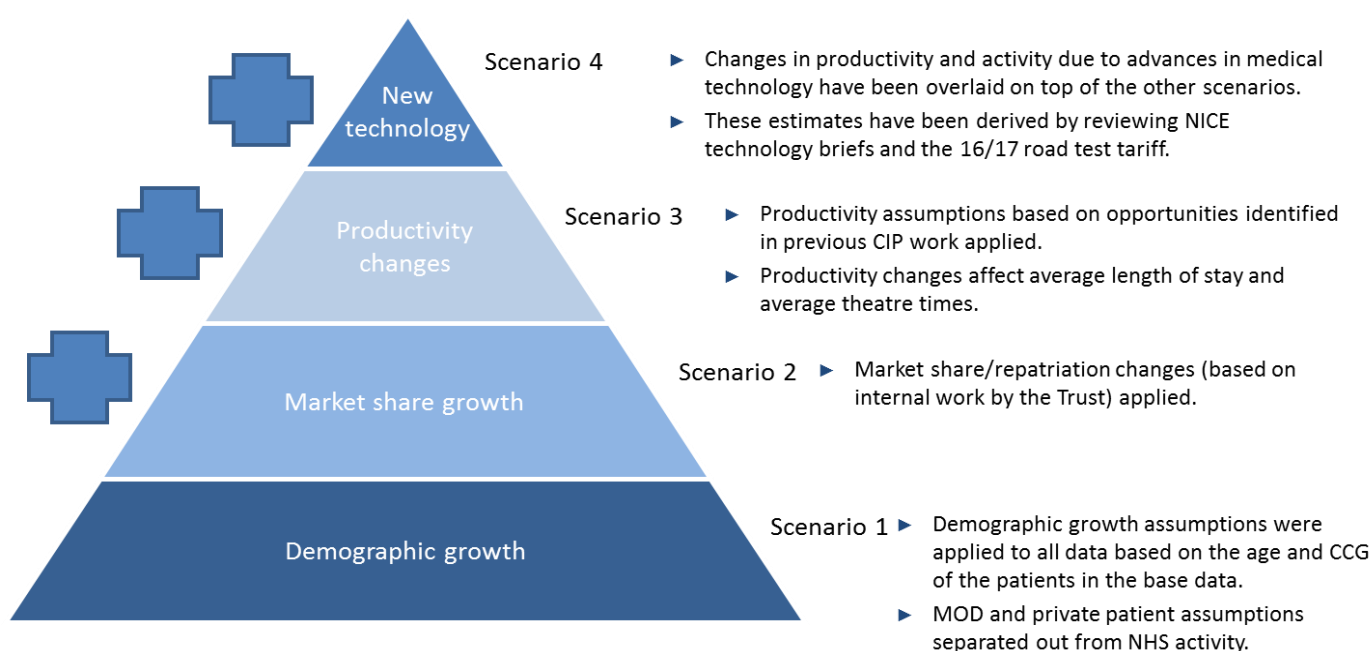 Scenario 4
New
technology
► Changes in productivity and activity due to advances in medical
technology have been overlaid on top of the other scenarios.
► These estimates have been derived by reviewing NICE
technology briefs and the 16/17 road test tariff.
Scenario 3
Productivity
changes
► Productivity assumptions based on opportunities identified
in previous CIP work applied.
► Productivity changes affect average length of stay and
average theatre times.
Scenario 2
Market share growth
► Market share/repatriation changes (based on
internal work by the Trust) applied.
Scenario 1
Demographic growth
► Demographic growth assumptions were
applied to all data based on the age and CCG
of the patients in the base data.
► MOD and private patient assumptions
separated out from NHS activity.